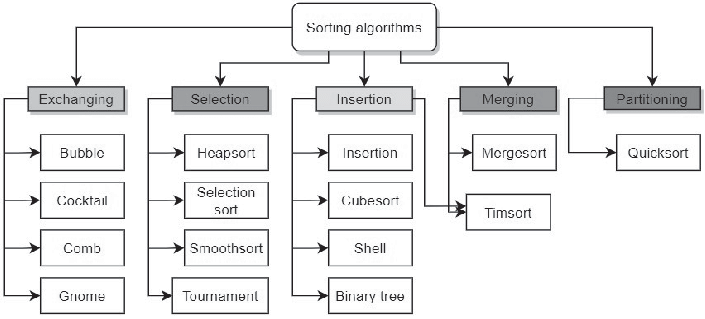 Sorting algorithms
Exchanging
Selection
Insertion
Merging
Partitioning
Bubble
Heapsort
Insertion
Mergesort
Quicksort
Cocktail
Selection
sort
Cubesort
Timsort
Comb
Smoothsort
Shell
Gnome
Tournament
Binary tree